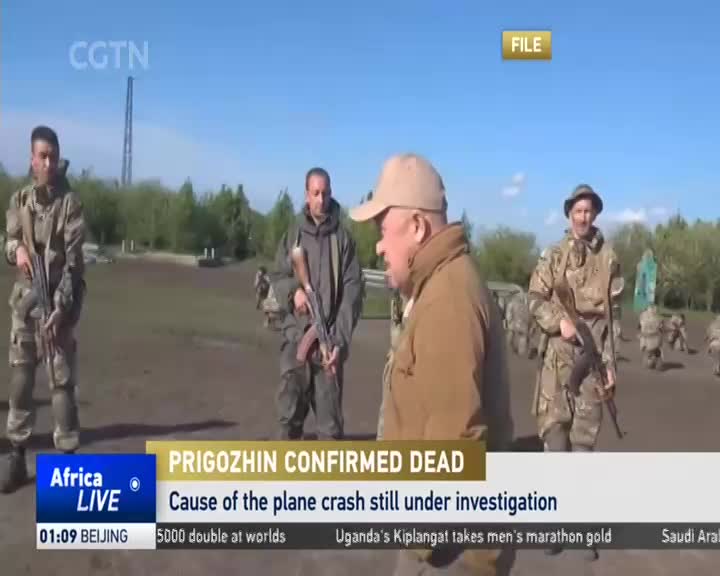 CGTN
FILE
PRIGOZHIN CONFIRMED DEAD
Africa
LIVE
Cause of the plane crash still under investigation
01:09 BEIJING
5000 double at worlds Uganda's Kiplangat takes men's marathon gold Saudi Aral